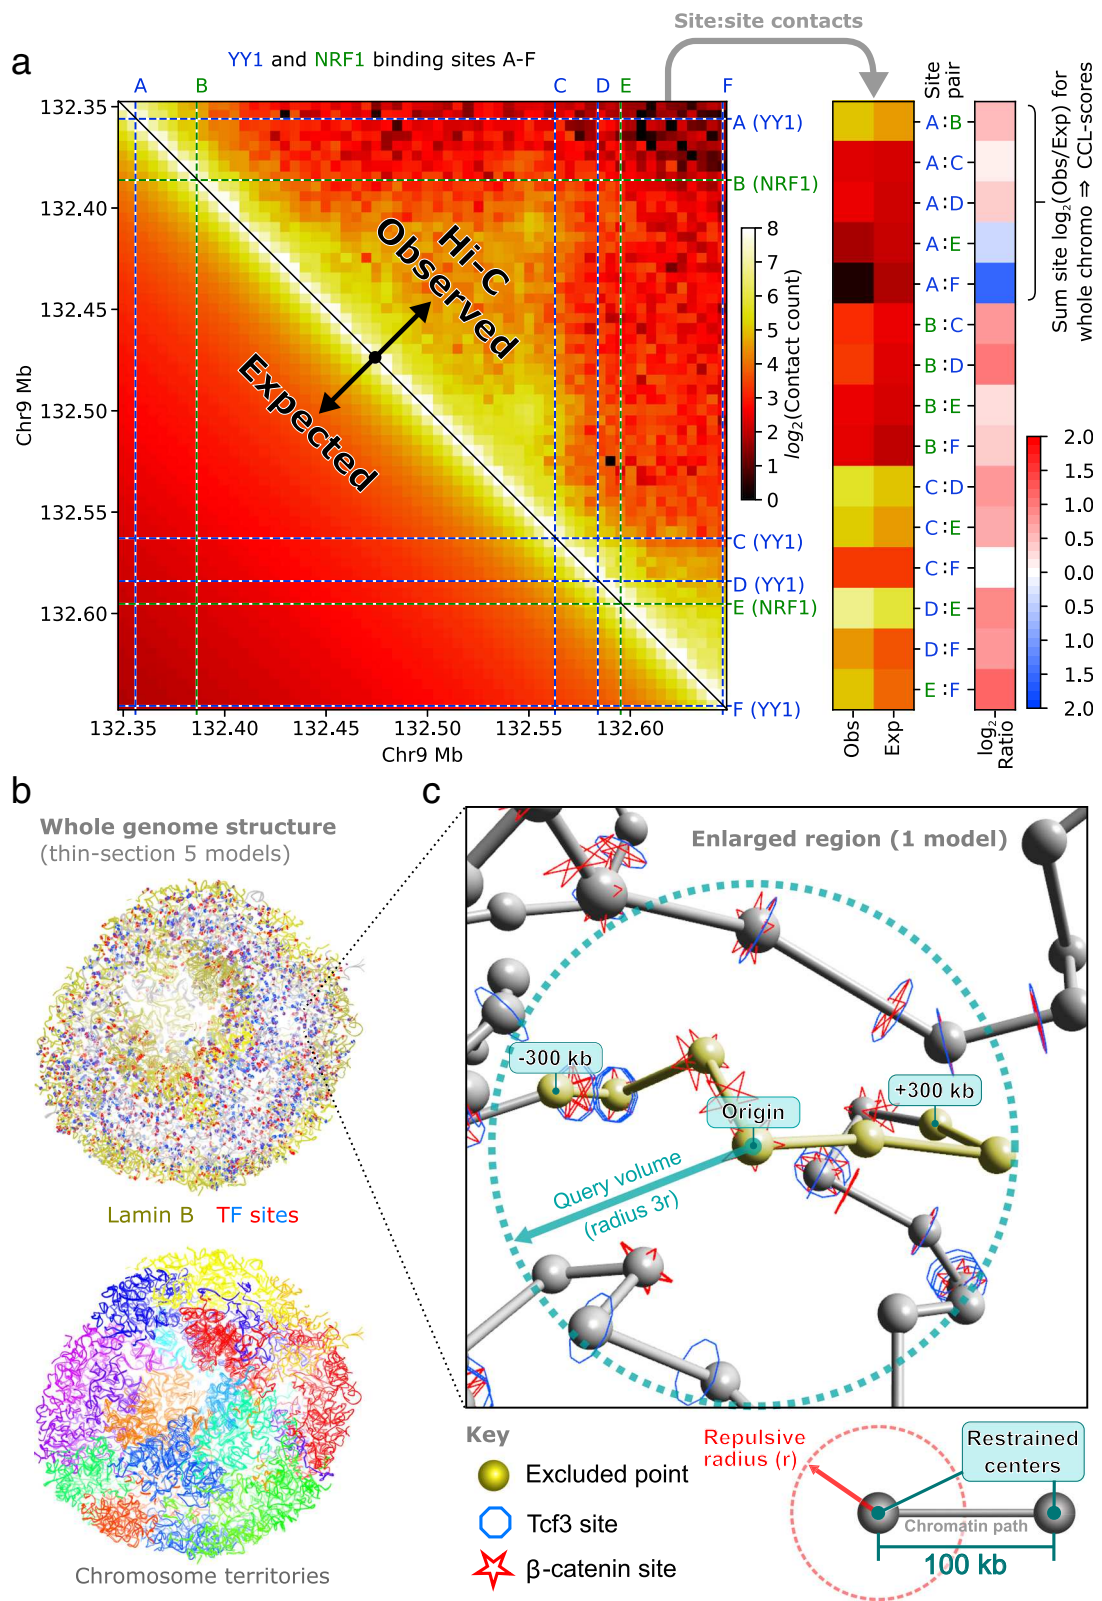 Site:site contacts
a
YY1 and NRF1 binding sites A-F
A B C D E F
Site pair
132.35
132.40
132.45
132.50
132.55
132.60
Chr9 Mb
A (YY1)
B (NRF1)
C (YY1)
D (YY1)
E (NRF1)
F (YY1)
Hi-C
Observed
Expected
8
7
6
5
4
3
2
1
0
log2(Contact count)
132.35 132.40 132.45 132.50 132.55 132.60
Chr9 Mb
A:B
A:C
A:D
A:E
A:F
B:C
B:D
B:E
B:F
C:D
C:E
C:F
D:E
D:F
E:F
Obs
Exp
log2
Ratio
Sum site log2(Obs/Exp) for
whole chromo ⇒ CCL-scores
2.0
1.5
1.0
0.5
0.0
0.5
1.0
1.5
2.0
b
Whole genome structure
(thin-section 5 models)
Lamin B TF sites
Chromosome territories
c
Enlarged region (1 model)
-300 kb
Origin
+300 kb
Query volume
(radius 3r)
Key
Excluded point
Tcf3 site
β-catenin site
Repulsive
radius (r)
Restrained
centers
Chromatin path
100 kb